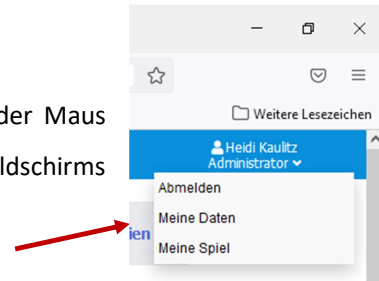 der Maus
ldschirms
Weitere Lesezeichen
Heidi Kaulitz
Administrator
Abmelden
Meine Daten
Meine Spiel
ien